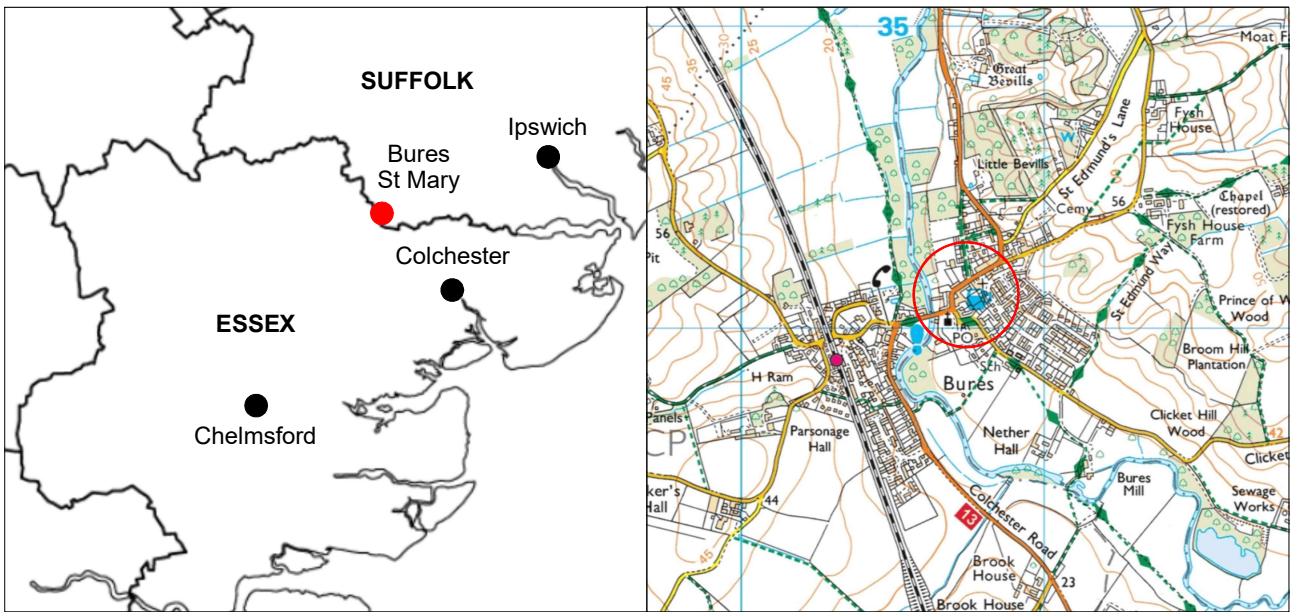 SUFFOLK
Ipswich
Bures
St Mary
Colchester
ESSEX
Chelmsford
35
45
35
30
25
20
Great
Bevills
Moat Fa
St Edmund's Lane
Fysh
House
W
Little Bevills
Cemy
56
Chapel
(restored)
Fysh House
Farm
56
Pit
St Edmund Way
Prince of W
Wood
Broom Hill
Plantation
PO
Sch
H Ram
Bures
Panels
Parsonage
Hall
CP
Nether
Hall
Clicket Hill
Wood
42
Clicket
Bures
Mill
ker's
Hall
44
Sewage
Works
13
Colchester Road
45
Brook
House
23
Brook House